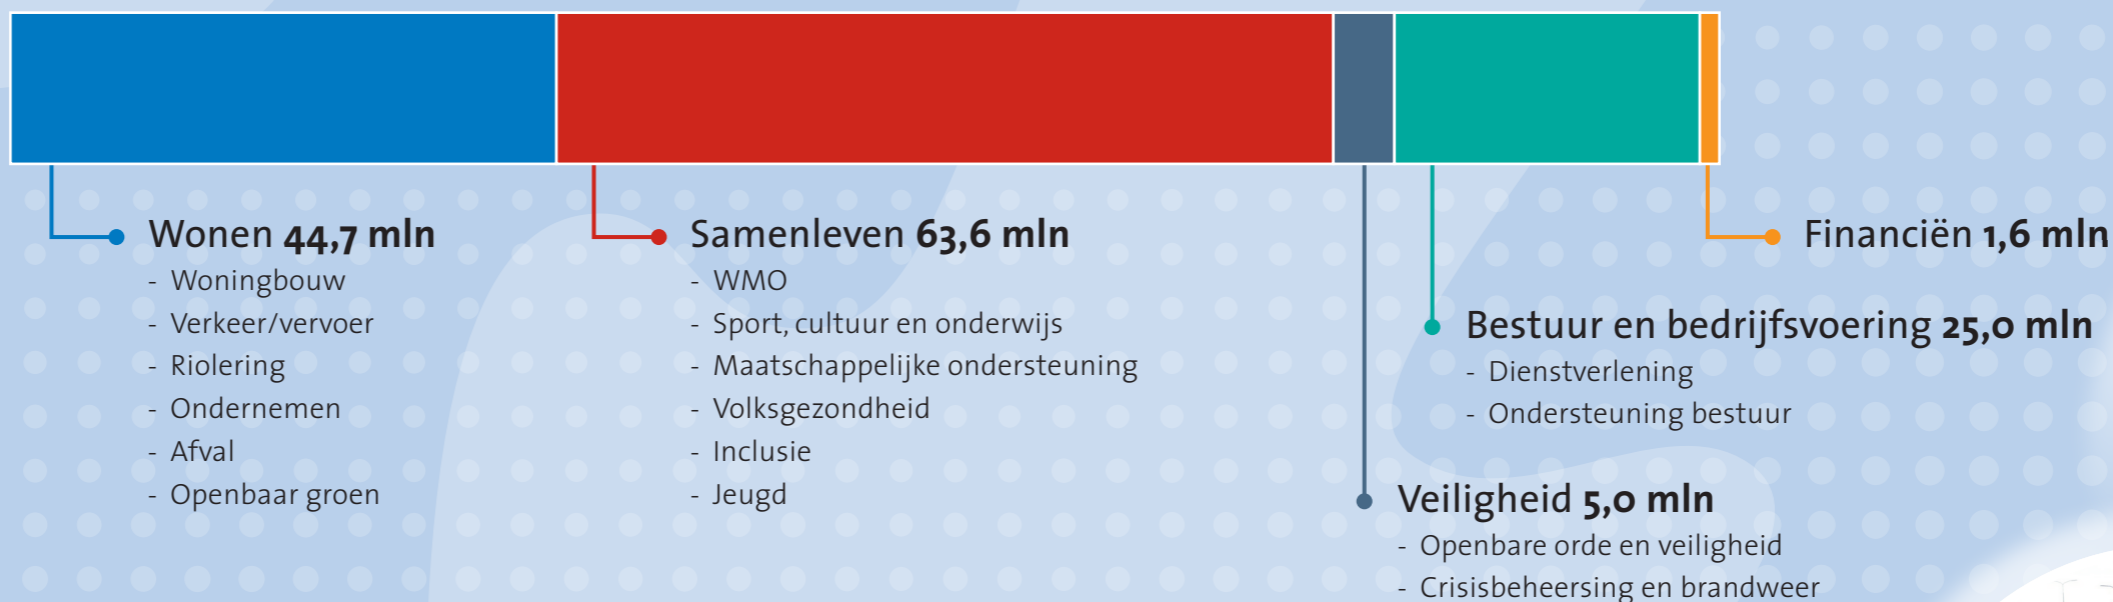 Wonen 44,7 mln
- Woningbouw
- Verkeer/vervoer
- Riolering
- Ondernemen
- Afval
- Openbaar groen
Samenleven 63,6 mln
- WMO
- Sport, cultuur en onderwijs
- Maatschappelijke ondersteuning
- Volksgezondheid
- Inclusie
- Jeugd
Veiligheid 5,0 mln
- Openbare orde en veiligheid
- Crisisbeheersing en brandweer
Bestuur en bedrijfsvoering 25,0 mln
- Dienstverlening
- Ondersteuning bestuur
Financiën 1,6 mln